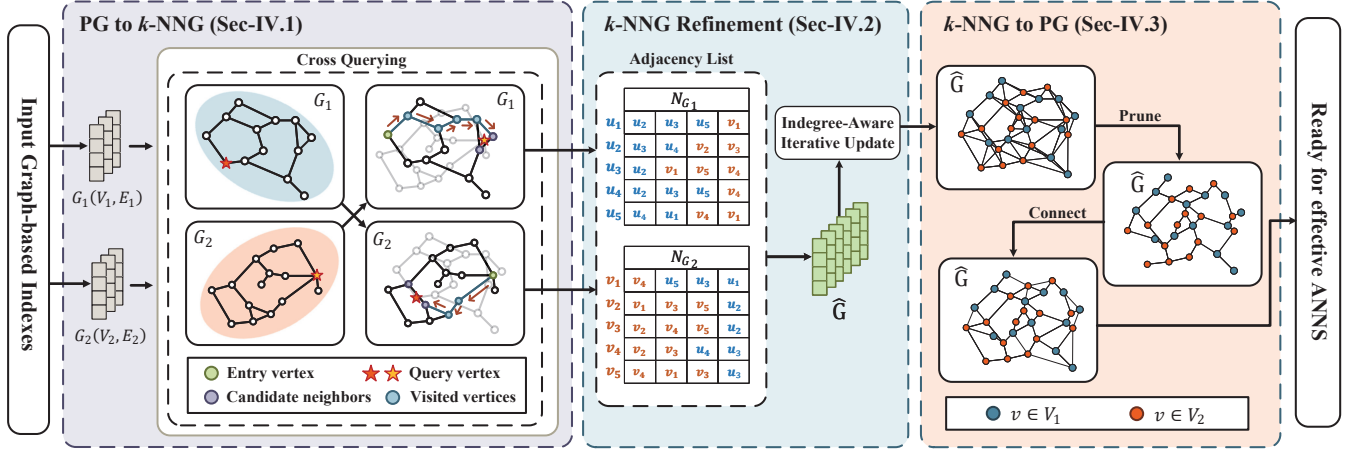 Input Graph-based Indexes
PG to k-NNG (Sec-IV.1)
G1(V1, E1)
G2(V2, E2)
Cross Querying
G1
G1
G2
G2
Entry vertex
Query vertex
Candidate neighbors
Visited vertices
k-NNG Refinement (Sec-IV.2)
Adjacency List
N_G1
u1 u2 u3 u5 v1
u2 u3 u4 v2 v3
u3 u2 v1 v5 v4
u4 u2 u3 u5 v4
u5 u4 u1 v4 v1
N_G2
v1 v4 u5 u3 u1
v2 v1 v3 v5 u2
v3 v2 v4 v5 u2
v4 v2 v3 u4 u3
v5 v4 v1 v3 u3
Indegree-Aware
Iterative Update
Ĝ
k-NNG to PG (Sec-IV.3)
Ĝ
Prune
Ĝ
Connect
Ĝ
v ∈ V1
v ∈ V2
Ready for effective ANNS